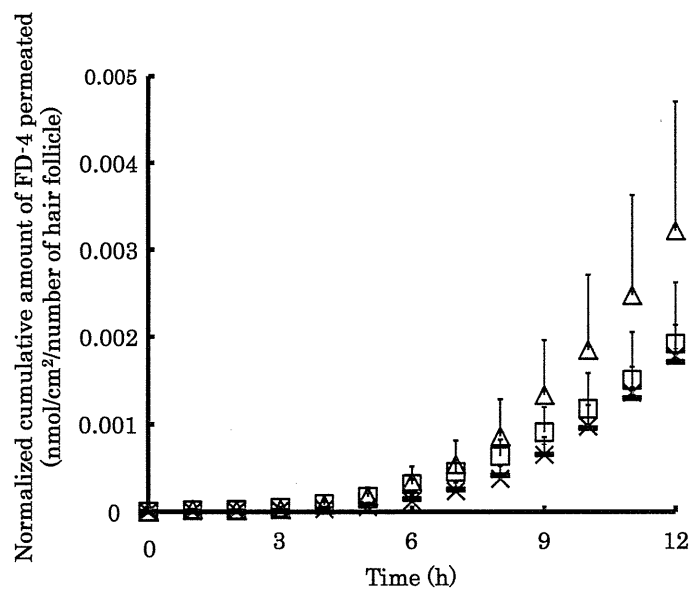 Normalized cumulative amount of FD-4 permeated
(nmol/cm²/number of hair follicle)
0.005
0.004
0.003
0.002
0.001
0
0 3 6 9 12
Time (h)